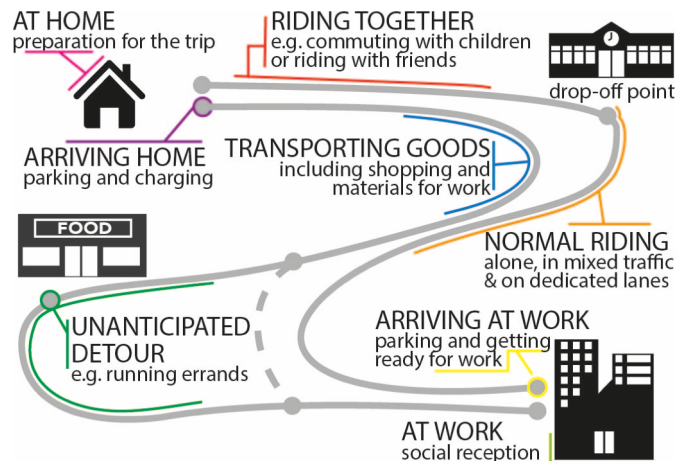 AT HOME
preparation for the trip
RIDING TOGETHER
e.g. commuting with children
or riding with friends
drop-off point
ARRIVING HOME
parking and charging
TRANSPORTING GOODS
including shopping and
materials for work
FOOD
NORMAL RIDING
alone, in mixed traffic
& on dedicated lanes
UNANTICIPATED
DETOUR
e.g. running errands
ARRIVING AT WORK
parking and getting
ready for work
AT WORK
social reception